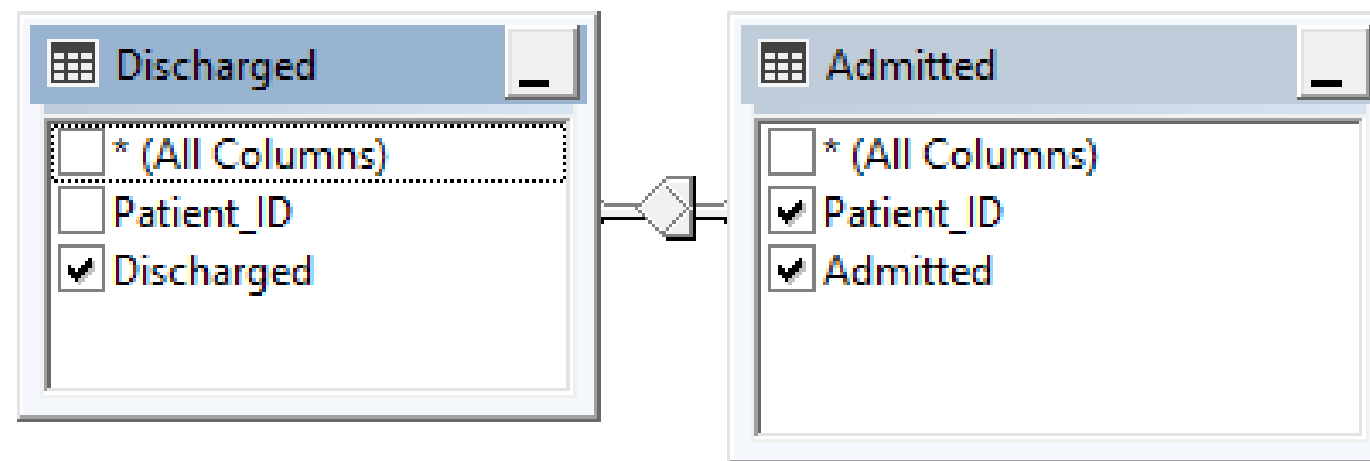 Discharged
* (All Columns)
Patient_ID
Discharged
Admitted
* (All Columns)
Patient_ID
Admitted